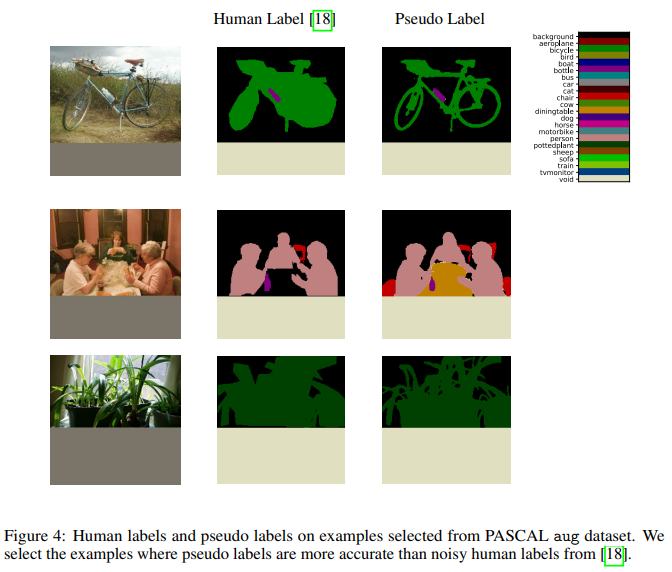 Human Label [18]
Pseudo Label
background
aeroplane
bicycle
bird
boat
bottle
bus
car
cat
chair
cow
diningtable
dog
horse
motorbike
person
pottedplant
sheep
sofa
train
tvmonitor
void
Figure 4: Human labels and pseudo labels on examples selected from PASCAL aug dataset. We
select the examples where pseudo labels are more accurate than noisy human labels from [18].